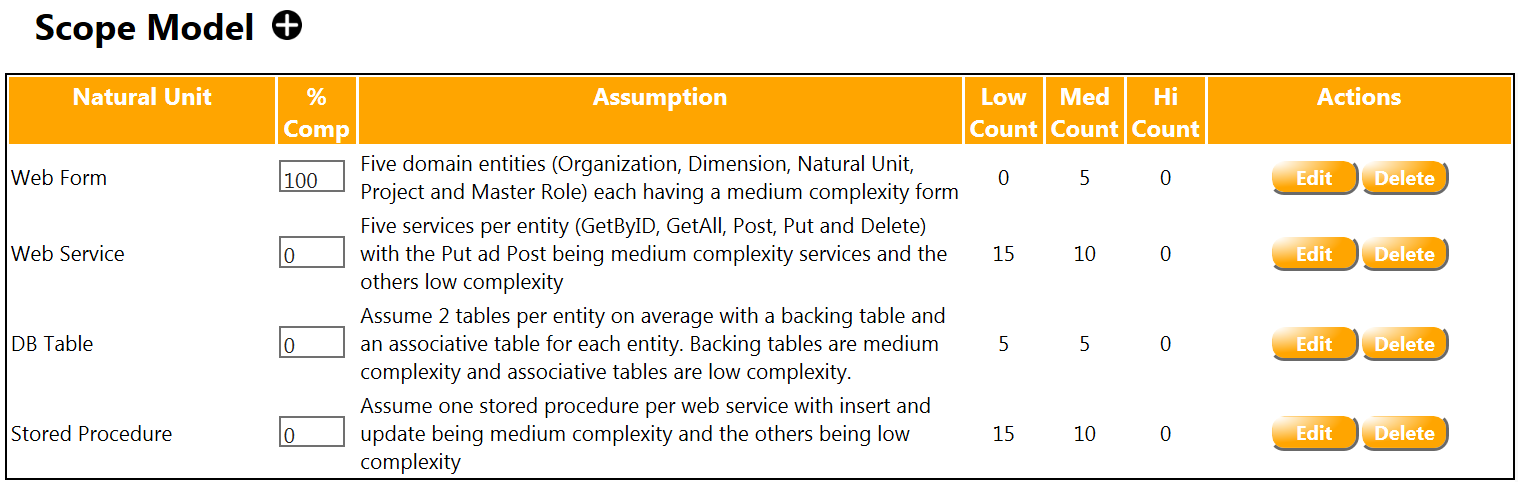 Scope Model
Natural Unit % Comp Assumption Low Count Med Count Hi Count Actions
Web Form 100 Five domain entities (Organization, Dimension, Natural Unit,
Project and Master Role) each having a medium complexity form 0 5 0 Edit Delete
Web Service 0 Five services per entity (GetByID, GetAll, Post, Put and Delete)
with the Put ad Post being medium complexity services and the
others low complexity 15 10 0 Edit Delete
DB Table 0 Assume 2 tables per entity on average with a backing table and
an associative table for each entity. Backing tables are medium
complexity and associative tables are low complexity. 5 5 0 Edit Delete
Stored Procedure 0 Assume one stored procedure per web service with insert and
update being medium complexity and the others being low
complexity 15 10 0 Edit Delete